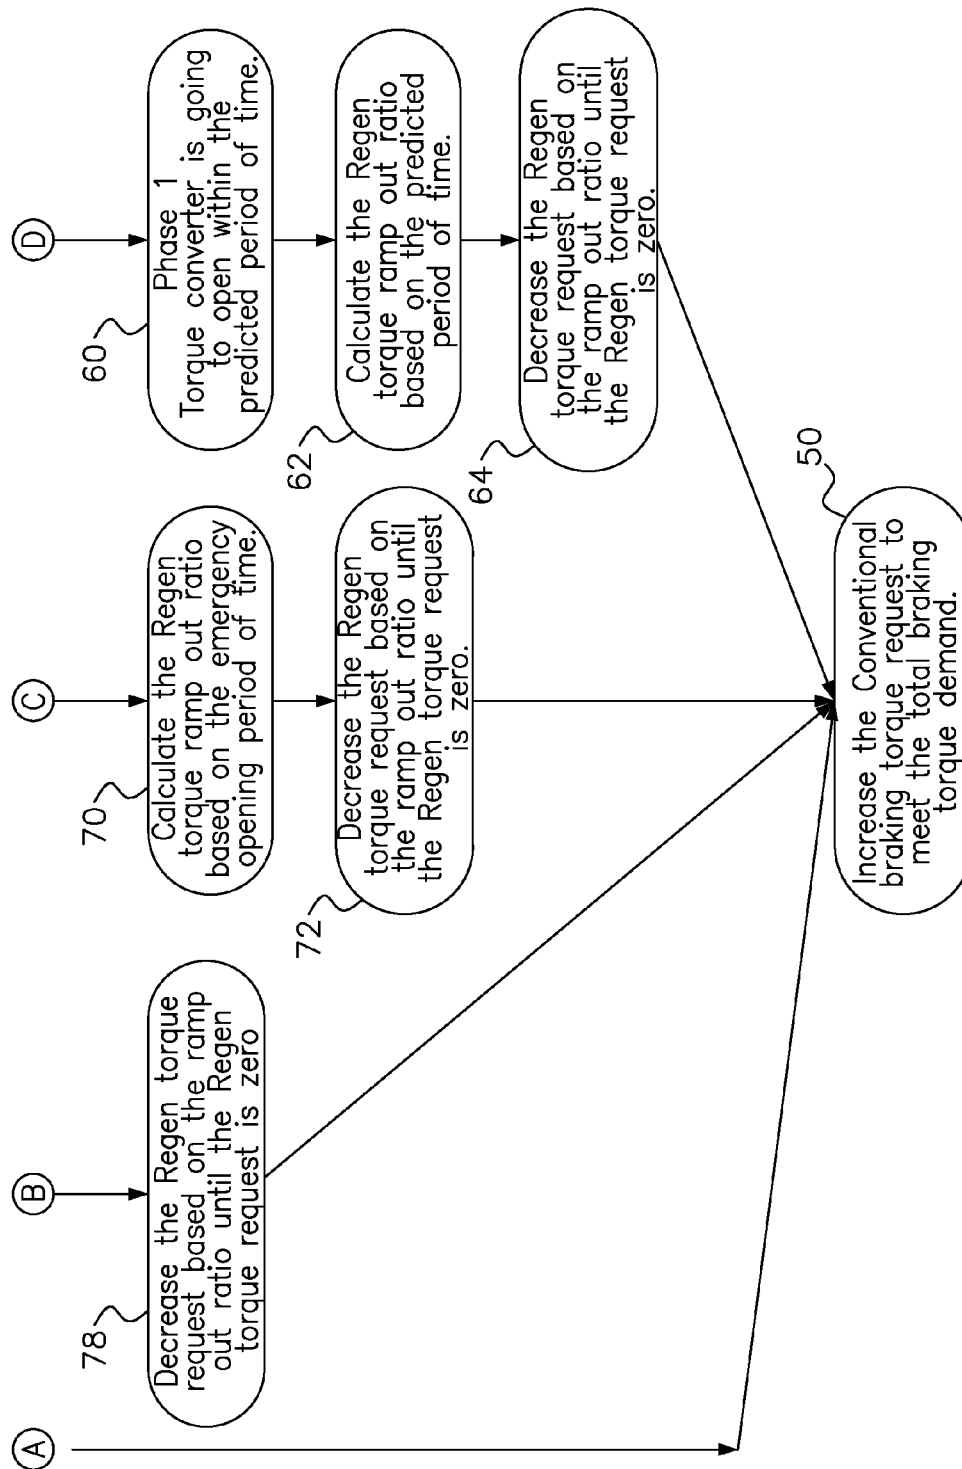 A
B
78
Decrease the Regen torque
request based on the ramp
out ratio until the Regen
torque request is zero
C
70
Calculate the Regen
torque ramp out ratio
based on the emergency
opening period of time.
72
Decrease the Regen
torque request based on
the ramp out ratio until
the Regen torque request
is zero.
D
60
Phase 1
Torque converter is going
to open within the
predicted period of time.
62
Calculate the Regen
torque ramp out ratio
based on the predicted
period of time.
64
Decrease the Regen
torque request based on
the ramp out ratio until
the Regen torque request
is zero.
50
Increase the Conventional
braking torque request to
meet the total braking
torque demand.